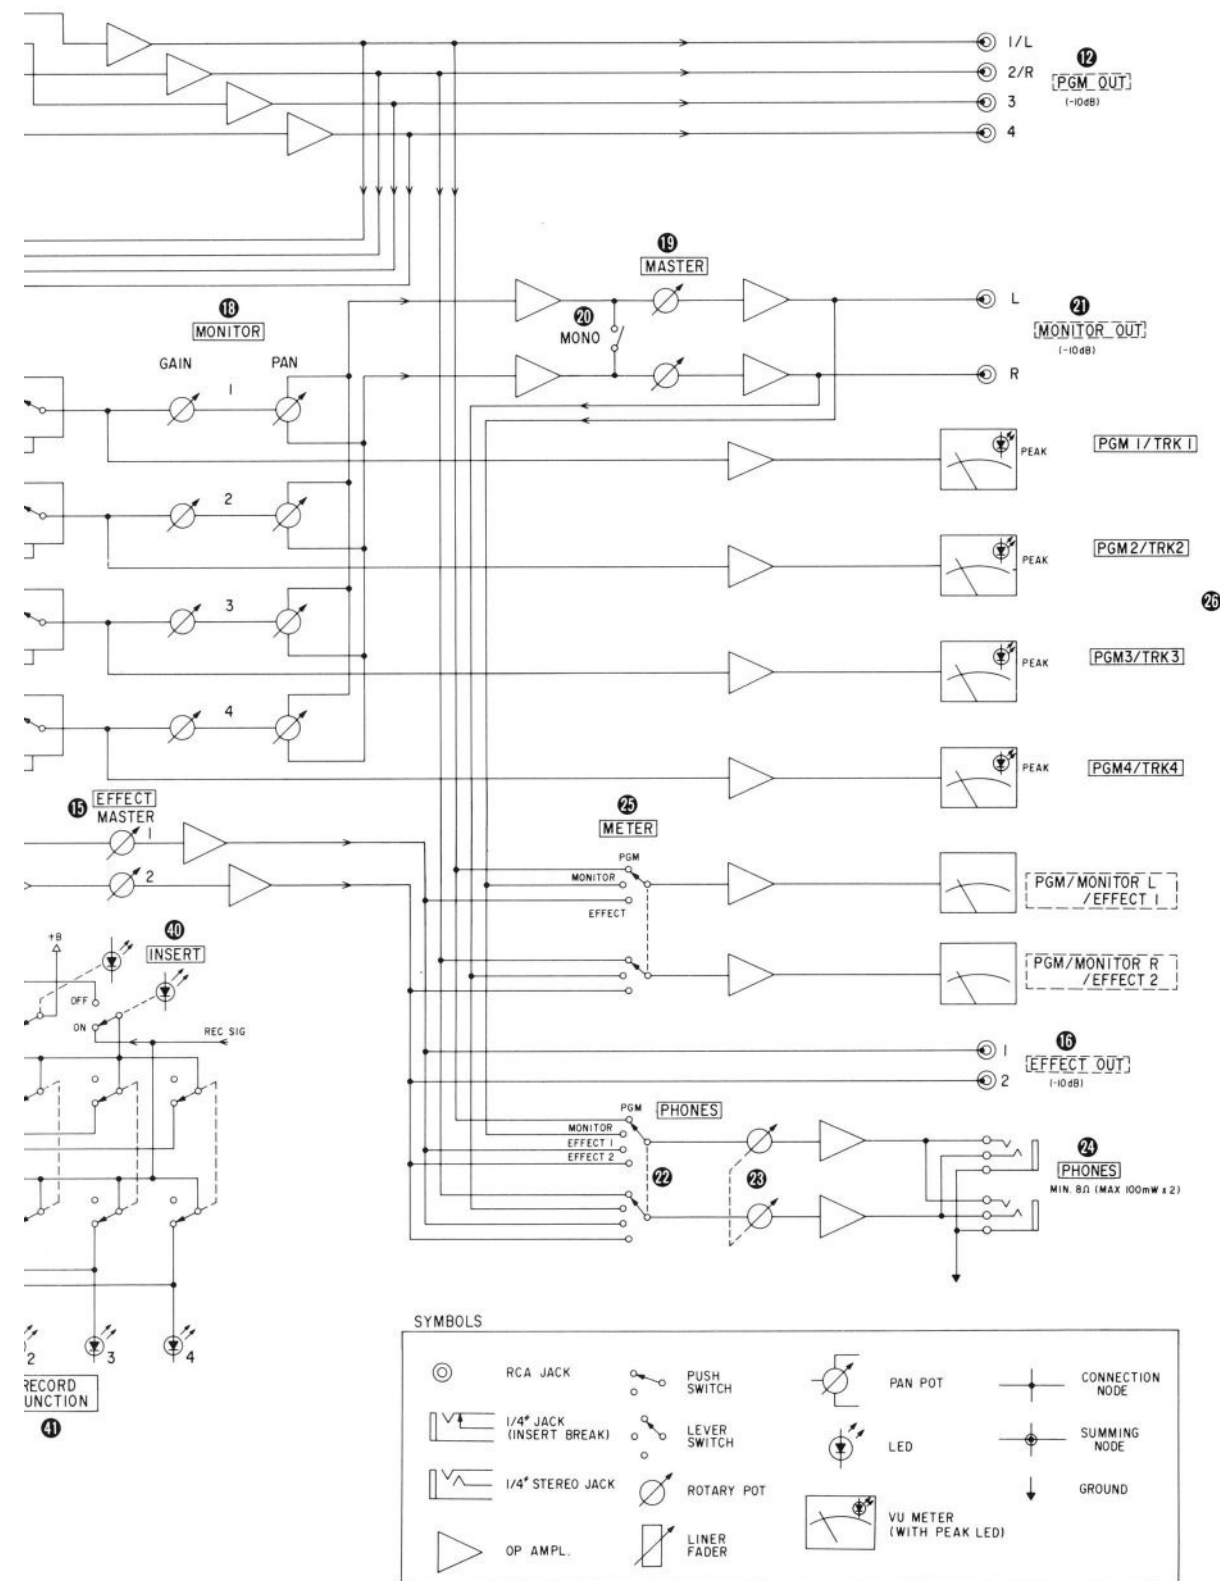 1/L
12
2/R
PGM OUT
3
(-10dB)
4
19
MASTER
18
MONITOR
20
MONO
L
21
MONITOR OUT
(-10dB)
R
GAIN
PAN
1
PEAK
PGM 1/TRK 1
2
PEAK
PGM2/TRK2
26
3
PEAK
PGM3/TRK3
4
PEAK
PGM4/TRK4
15
EFFECT
MASTER
1
2
25
METER
PGM
MONITOR
EFFECT
PGM/MONITOR L
/EFFECT 1
PGM/MONITOR R
/EFFECT 2
+B
40
INSERT
OFF
ON
REC SIG
1
2
16
EFFECT OUT
(-10dB)
PGM
PHONES
MONITOR
EFFECT 1
EFFECT 2
22
23
24
PHONES
MIN. 8Ω (MAX 100mW x 2)
2
3
4
RECORD
UNCTION
41
SYMBOLS
RCA JACK
PUSH
SWITCH
PAN POT
CONNECTION
NODE
1/4" JACK
(INSERT BREAK)
LEVER
SWITCH
LED
SUMMING
NODE
1/4" STEREO JACK
ROTARY POT
GROUND
VU METER
(WITH PEAK LED)
OP AMPL.
LINER
FADER